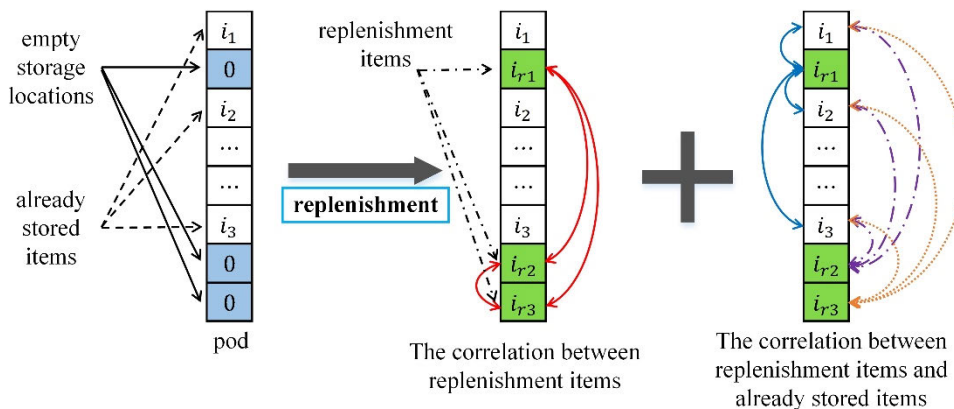 empty
storage
locations
already
stored
items
i₁
0
i₂
...
...
i₃
0
0
pod
replenishment
replenishment
items
i₁
iᵣ₁
i₂
...
...
i₃
iᵣ₂
iᵣ₃
The correlation between
replenishment items
i₁
iᵣ₁
i₂
...
...
i₃
iᵣ₂
iᵣ₃
The correlation between
replenishment items and
already stored items